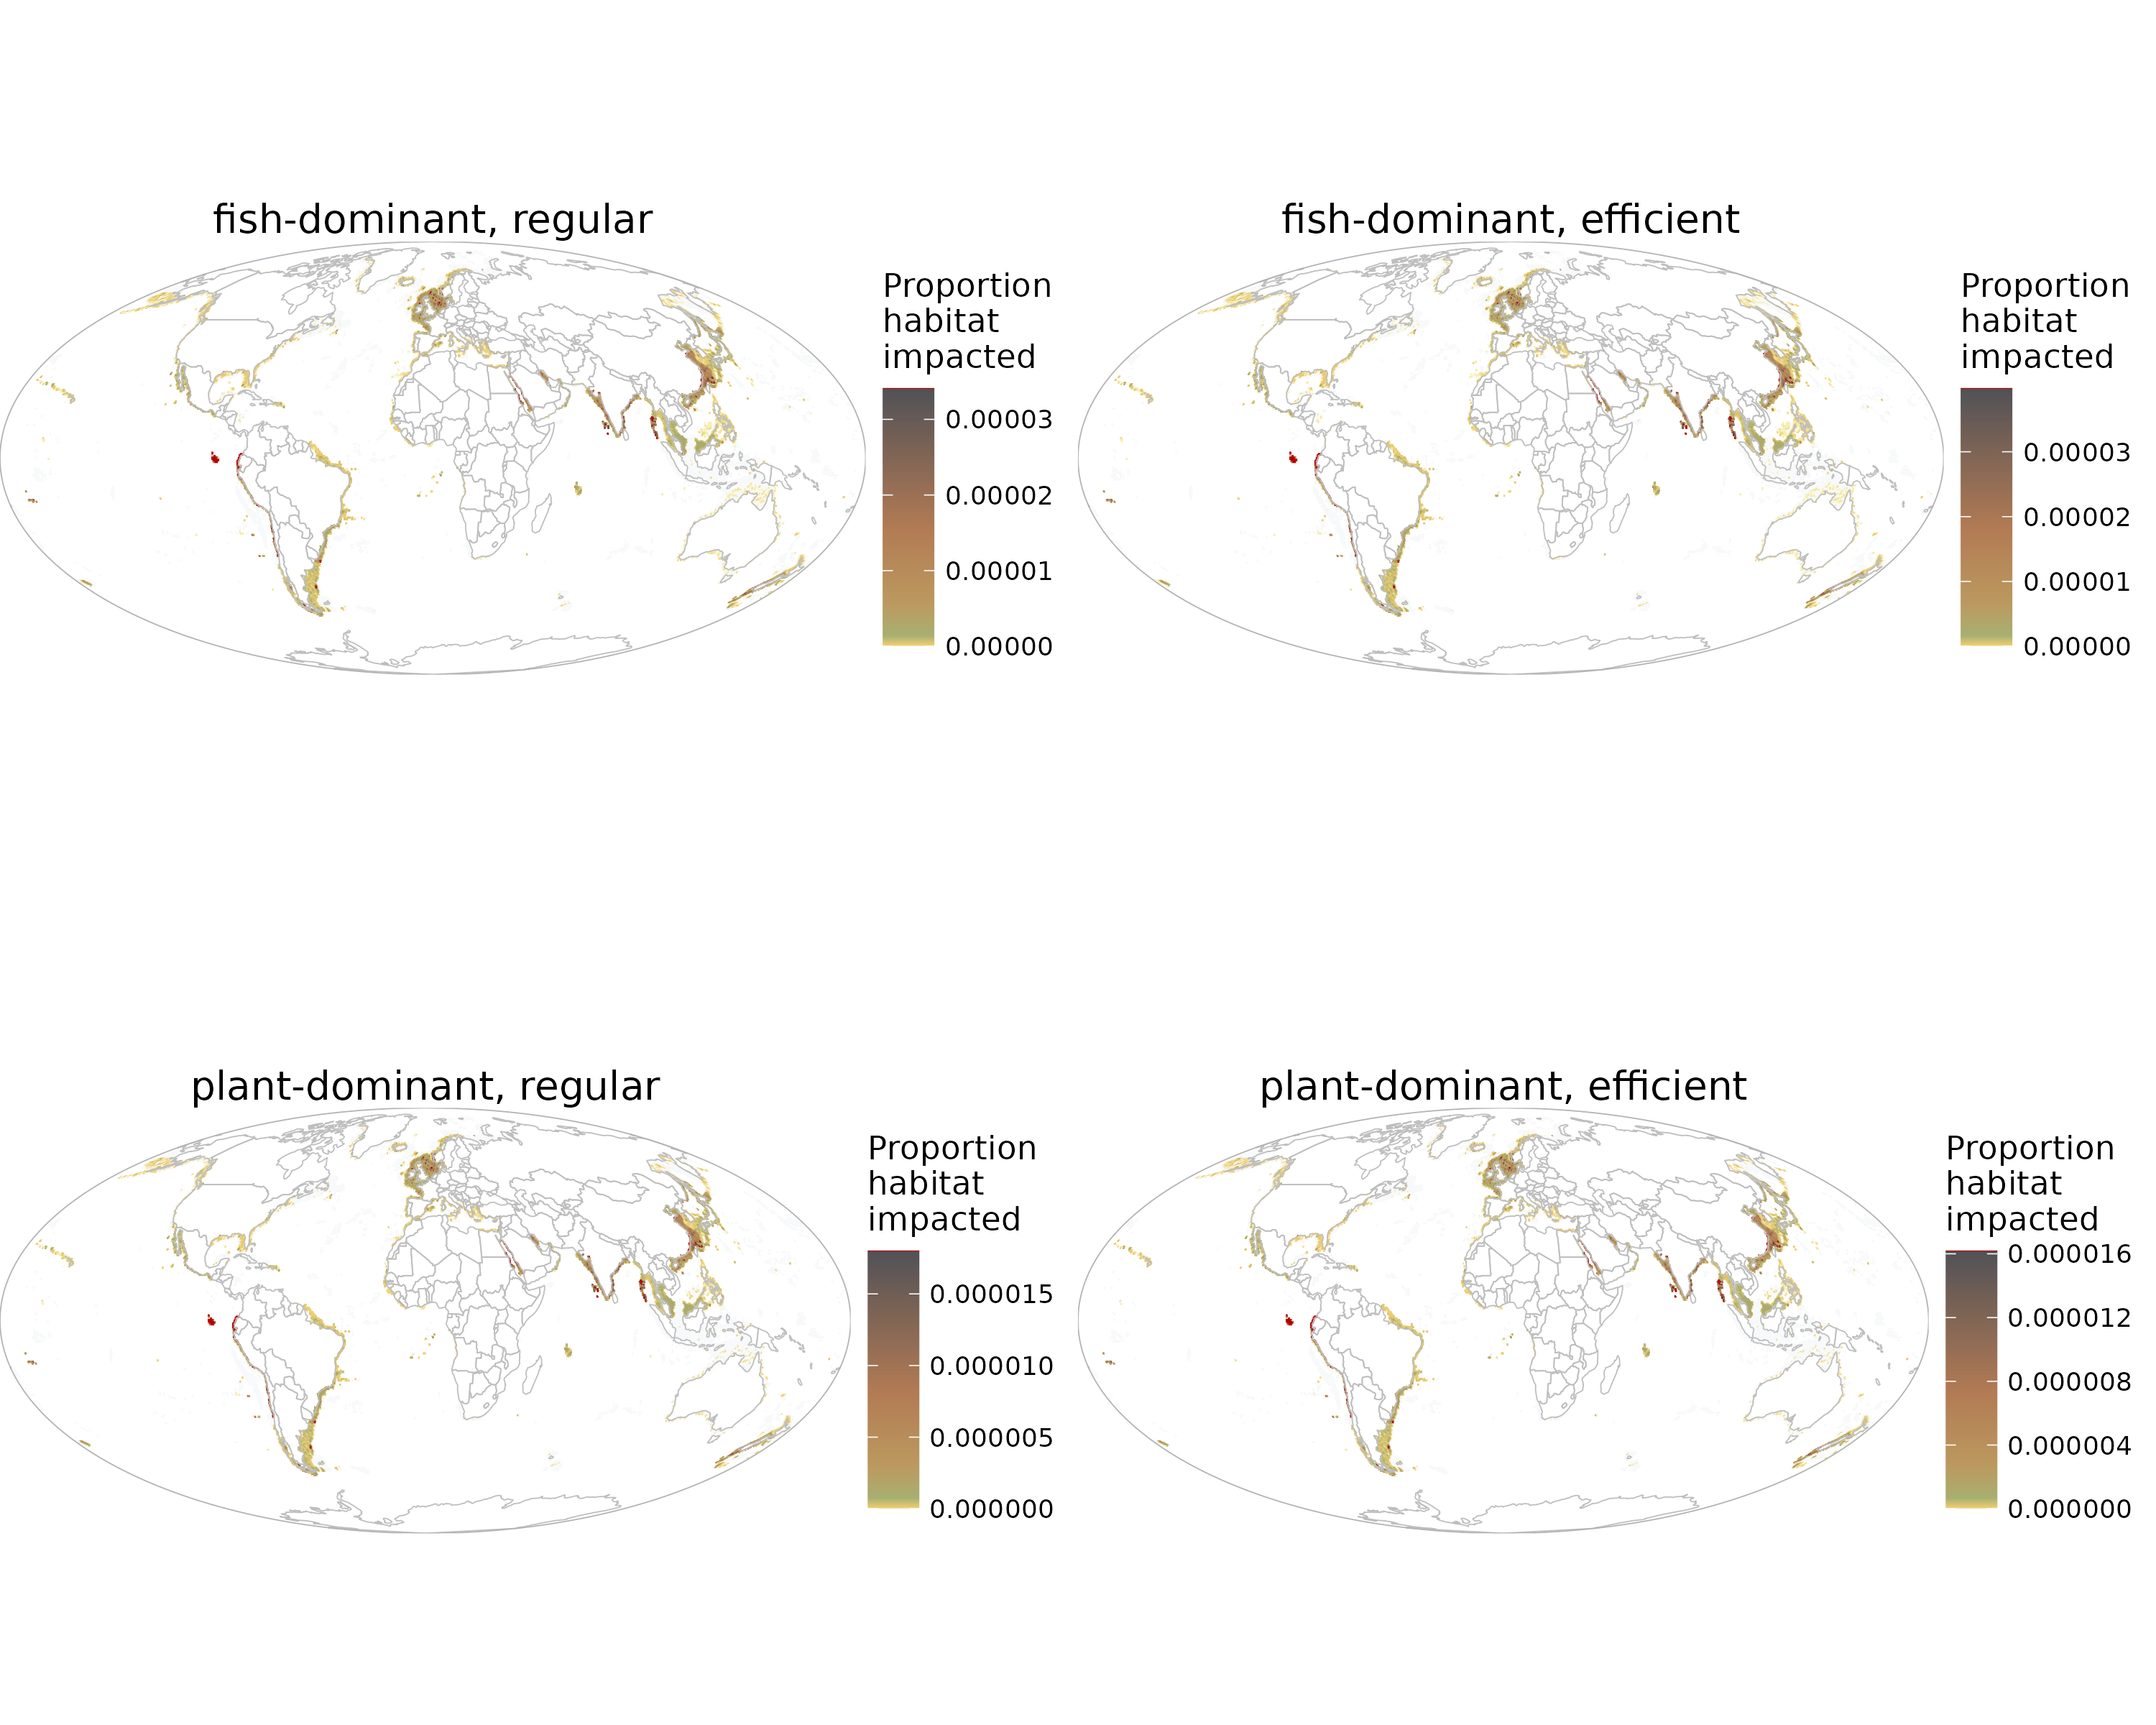 fish-dominant, regular
Proportion
habitat
impacted
0.00003
0.00002
0.00001
0.00000
fish-dominant, efficient
Proportion
habitat
impacted
0.00003
0.00002
0.00001
0.00000
plant-dominant, regular
Proportion
habitat
impacted
0.000015
0.000010
0.000005
0.000000
plant-dominant, efficient
Proportion
habitat
impacted
0.000016
0.000012
0.000008
0.000004
0.000000